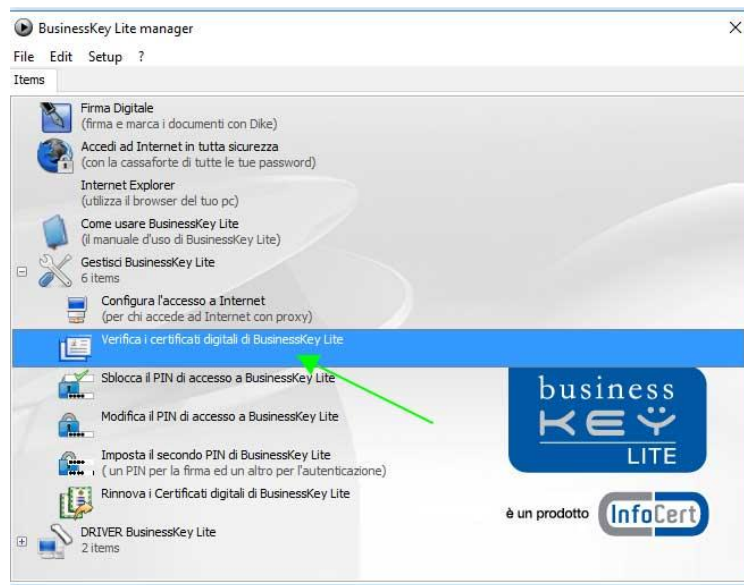 BusinessKey Lite manager
File Edit Setup ?
Items
Firma Digitale
(firma e marca i documenti con Dike)
Accedi ad Internet in tutta sicurezza
(con la cassaforte di tutte le tue password)
Internet Explorer
(utilizza il browser del tuo pc)
Come usare BusinessKey Lite
(il manuale d'uso di BusinessKey Lite)
Gestisci BusinessKey Lite
6 items
Configura l'accesso a Internet
(per chi accede ad Internet con proxy)
Verifica i certificati digitali di BusinessKey Lite
Sblocca il PIN di accesso a BusinessKey Lite
Modifica il PIN di accesso a BusinessKey Lite
Imposta il secondo PIN di BusinessKey Lite
( un PIN per la firma ed un altro per l'autenticazione)
Rinnova i Certificati digitali di BusinessKey Lite
DRIVER BusinessKey Lite
2 items
business
KEY
LITE
è un prodotto InfoCert